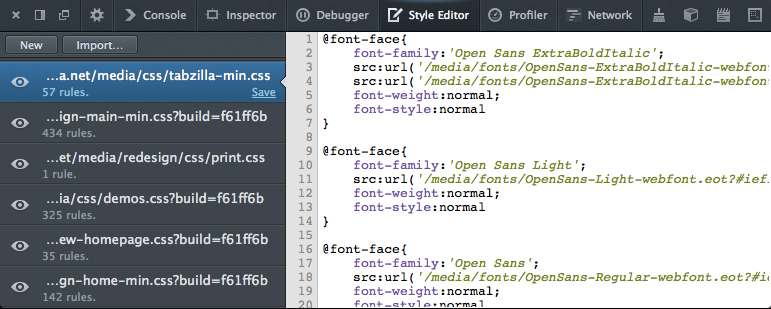 Console Inspector Debugger Style Editor Profiler Network
New Import...
...a.net/media/css/tabzilla-min.css
57 rules. Save
...ign-main-min.css?build=f61ff6b
434 rules.
...et/media/redesign/css/print.css
1 rule.
...ia/css/demos.css?build=f61ff6b
325 rules.
...ew-homepage.css?build=f61ff6b
35 rules.
...gn-home-min.css?build=f61ff6b
142 rules.
1 @font-face{
2 font-family:'Open Sans ExtraBoldItalic';
3 src:url('/media/fonts/OpenSans-ExtraBoldItalic-webfont
4 src:url('/media/fonts/OpenSans-ExtraBoldItalic-webfont
5 font-weight:normal;
6 font-style:normal
7 }
8
9 @font-face{
10 font-family:'Open Sans Light';
11 src:url('/media/fonts/OpenSans-Light-webfont.eot?#ief
12 font-weight:normal;
13 font-style:normal
14 }
15
16 @font-face{
17 font-family:'Open Sans';
18 src:url('/media/fonts/OpenSans-Regular-webfont.eot?#ie
19 font-weight:normal;
20 font-style:normal